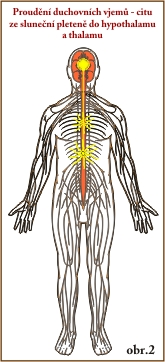 Proudění duchovních vjemů - citu
ze sluneční pleteně do hypothalamu
a thalamu
obr.2